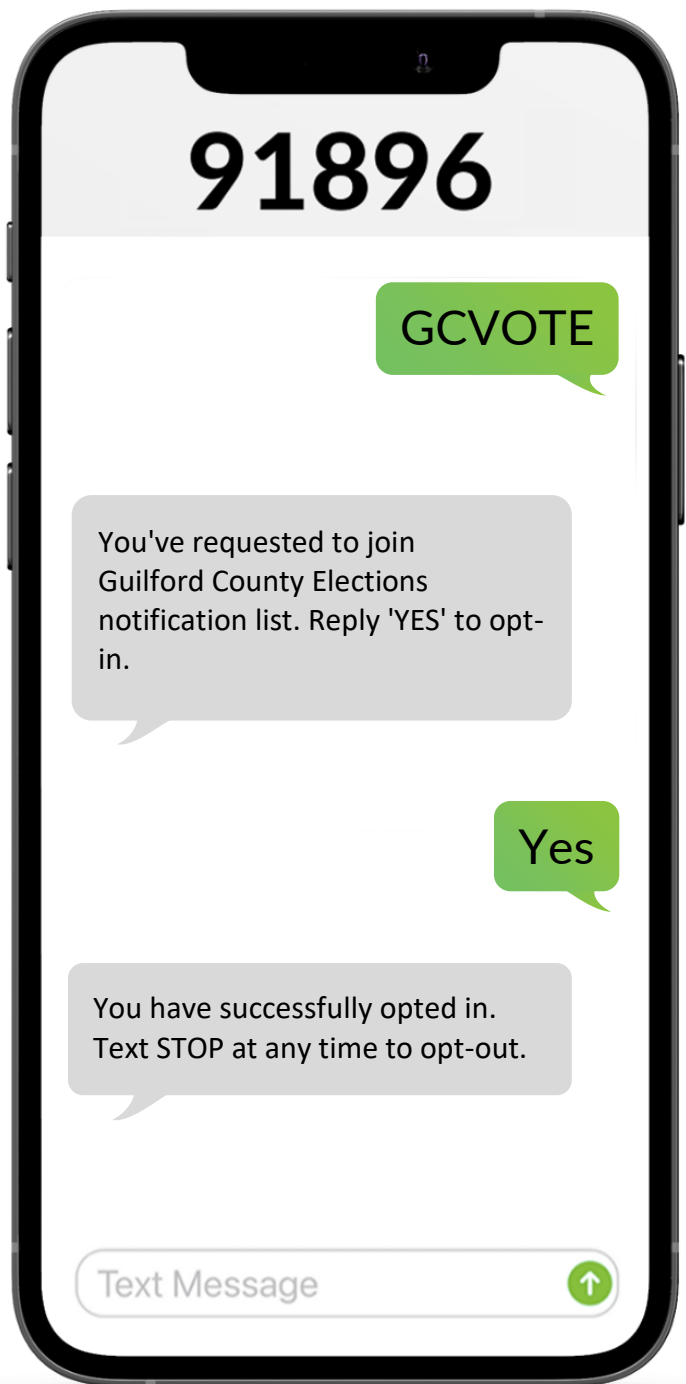 91896
GCVOTE
You've requested to join
Guilford County Elections
notification list. Reply 'YES' to opt-
in.
Yes
You have successfully opted in.
Text STOP at any time to opt-out.
Text Message